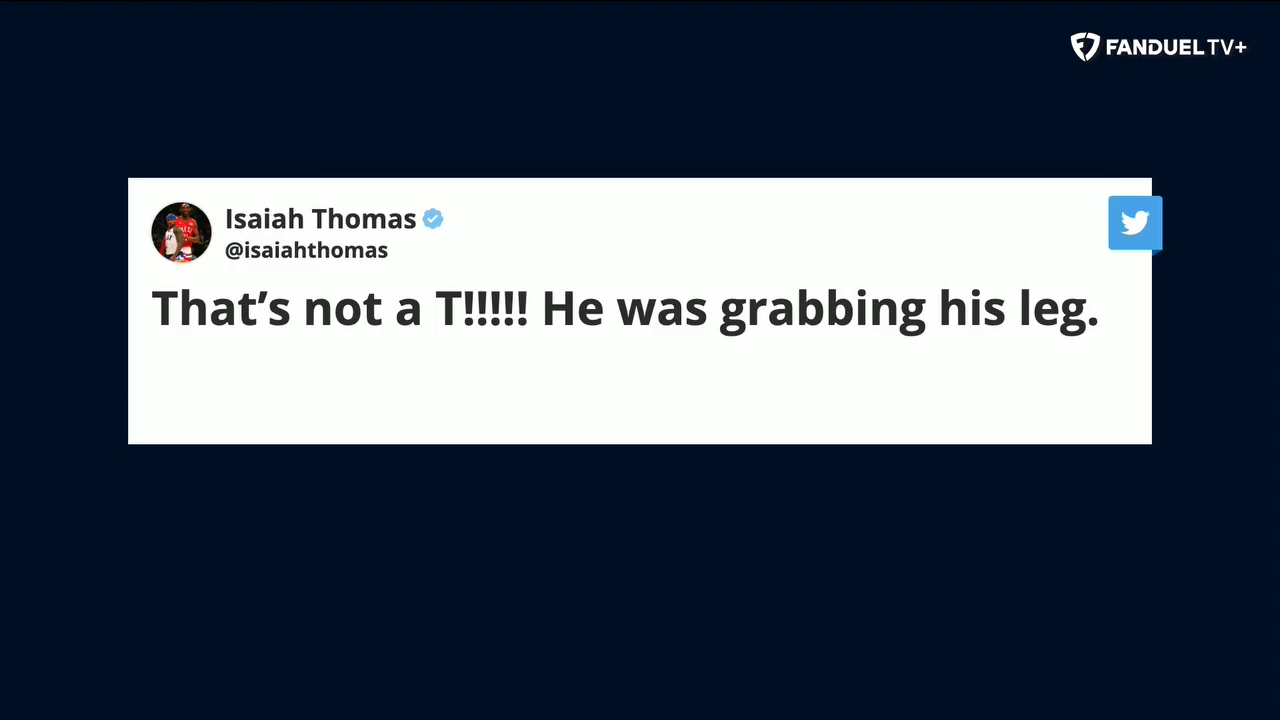 FANDUEL TV+
Isaiah Thomas
@isaiahthomas
That’s not a T!!!!! He was grabbing his leg.